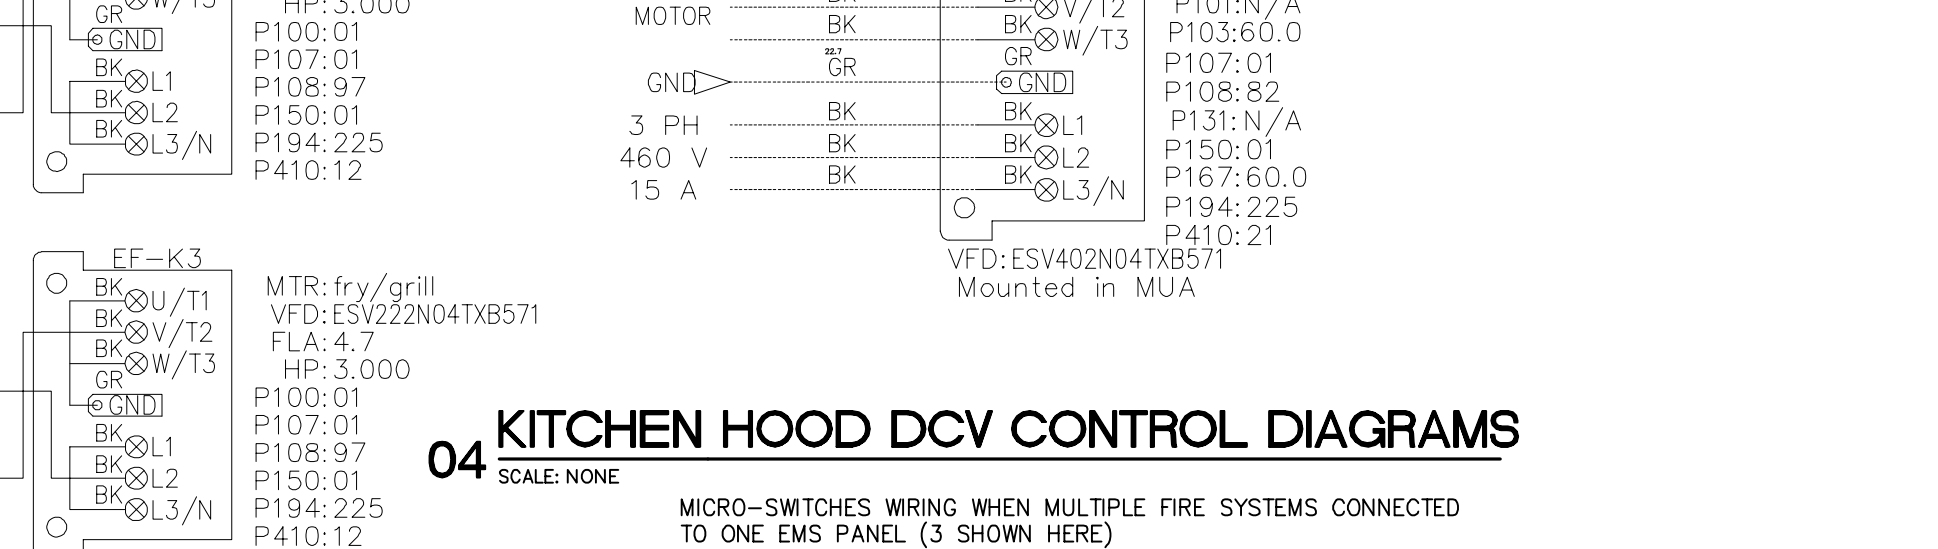 W/T3
GR
GND
BK
L1
BK
L2
BK
L3/N
HP:3.000
P100:01
P107:01
P108:97
P150:01
P194:225
P410:12
EF-K3
BK
U/T1
BK
V/T2
BK
W/T3
GR
GND
BK
L1
BK
L2
BK
L3/N
MTR:fry/grill
VFD:ESV222N04TXB571
FLA:4.7
HP:3.000
P100:01
P107:01
P108:97
P150:01
P194:225
P410:12
MOTOR
BK BK V/T2
BK BK W/T3
22.7
GND GR GR GND
3 PH BK BK L1
460 V BK BK L2
15 A BK BK L3/N
P101:N/A
P103:60.0
P107:01
P108:82
P131:N/A
P150:01
P167:60.0
P194:225
P410:21
VFD:ESV402N04TXB571
Mounted in MUA
04 KITCHEN HOOD DCV CONTROL DIAGRAMS
SCALE: NONE
MICRO-SWITCHES WIRING WHEN MULTIPLE FIRE SYSTEMS CONNECTED
TO ONE EMS PANEL (3 SHOWN HERE)